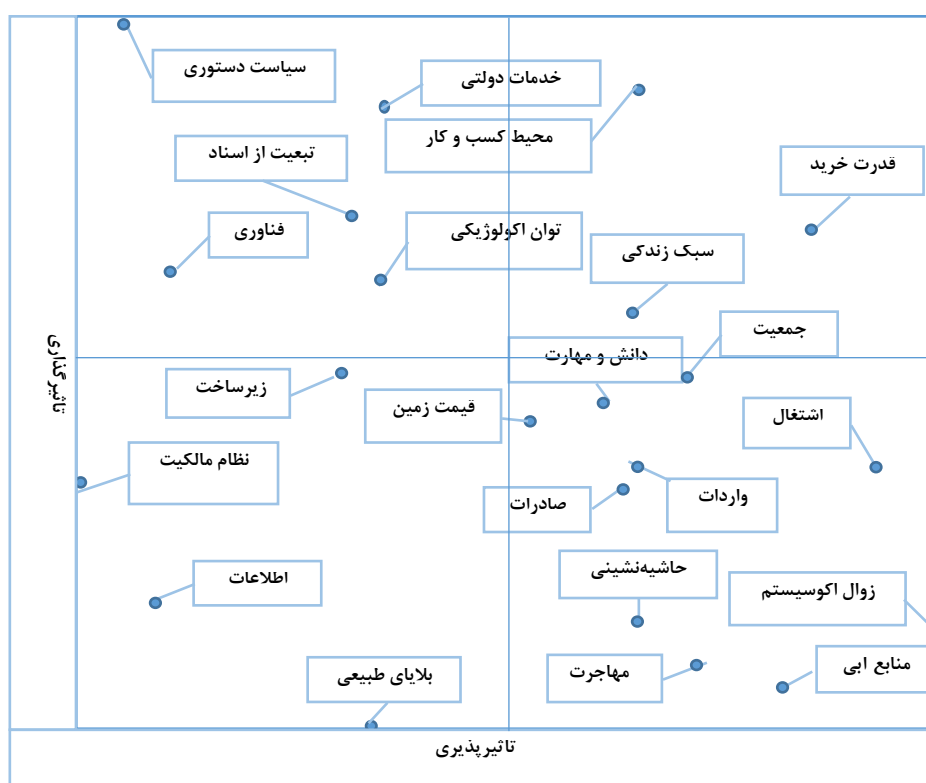 سیاست دستوری
خدمات دولتی
محیط کسب و کار
تبعیت از اسناد
قدرت خرید
فناوری
توان اکولوژیکی
سبک زندگی
جمعیت
دانش و مهارت
زیرساخت
قیمت زمین
اشتغال
نظام مالکیت
صادرات
واردات
حاشیه‌نشینی
اطلاعات
زوال اکوسیستم
مهاجرت
منابع ابی
بلایای طبیعی
تاثیرگذاری
تاثیرپذیری